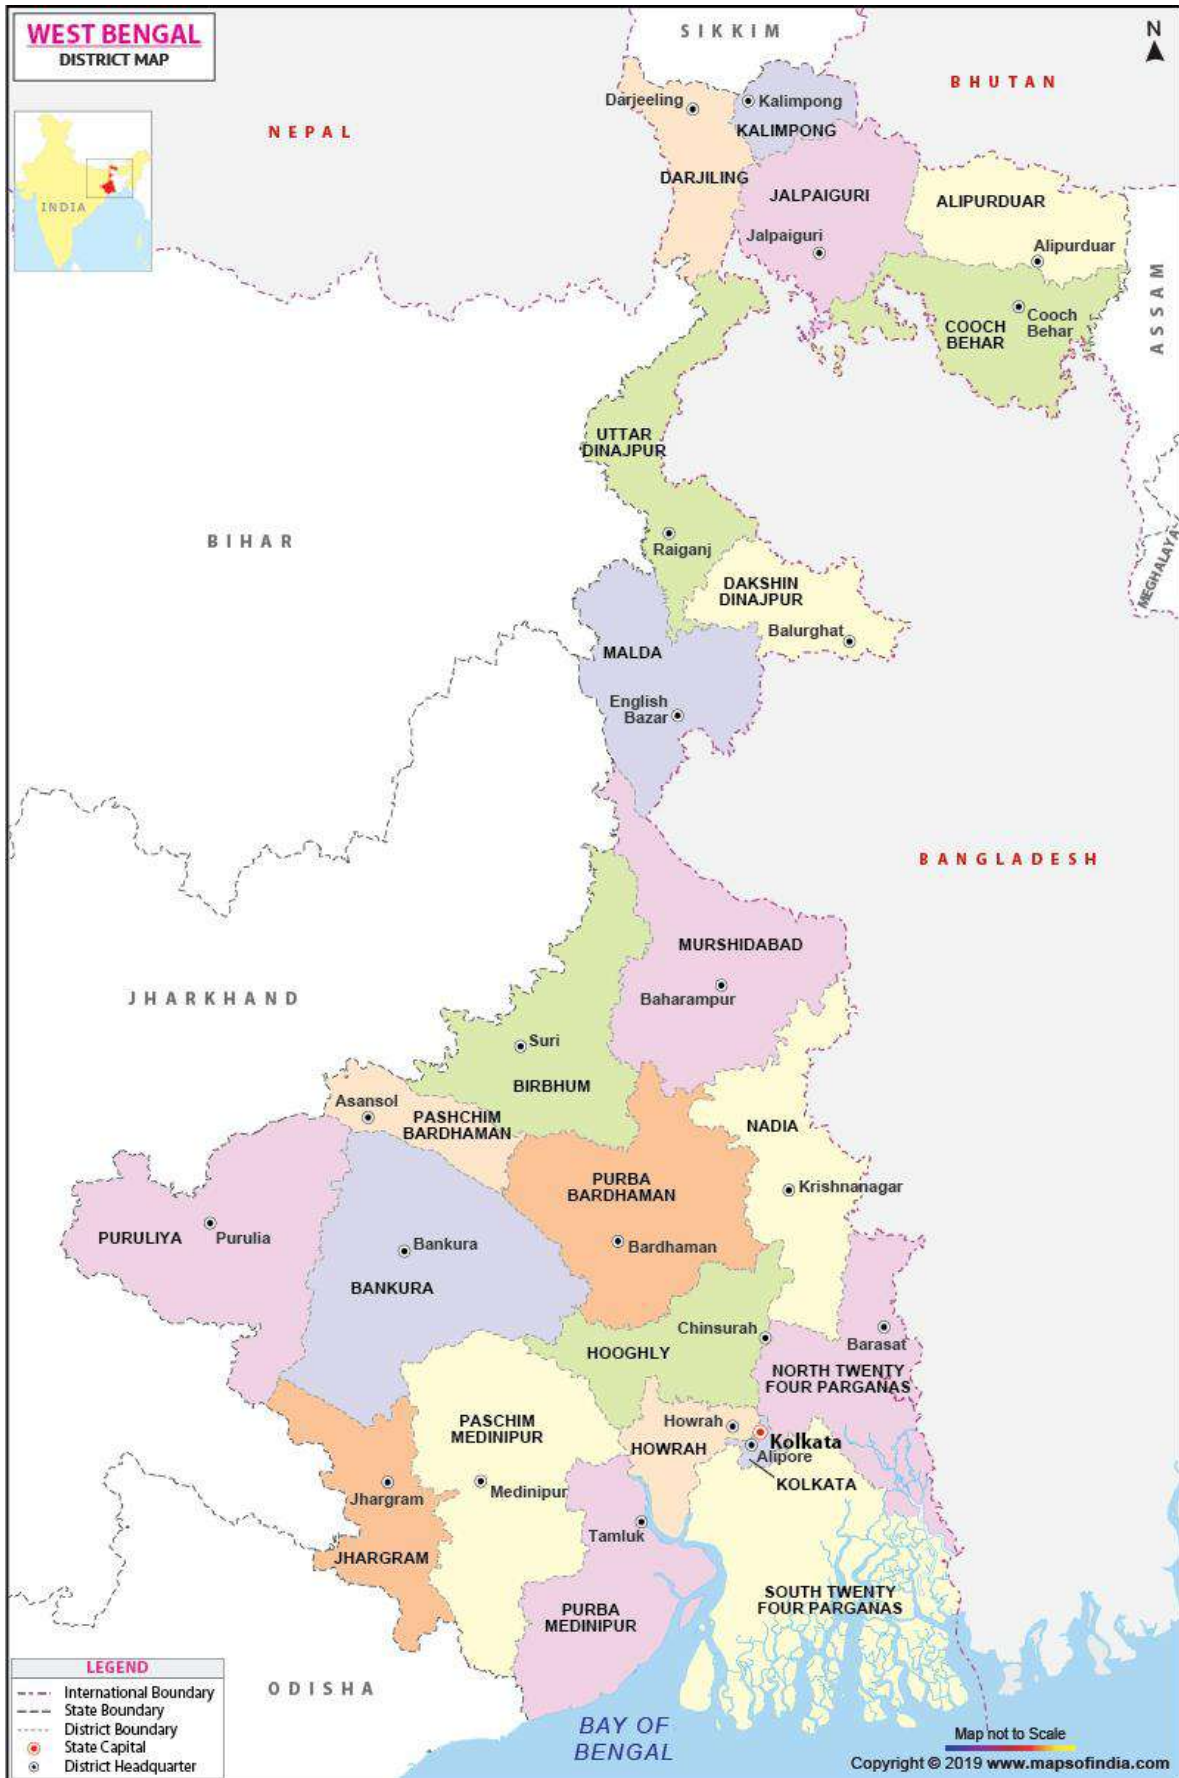 WEST BENGAL
DISTRICT MAP
N
SIKKIM
BHUTAN
NEPAL
INDIA
Darjeeling
Kalimpong
KALIMPONG
DARJILING
JALPAIGURI
ALIPURDUAR
Jalpaiguri
Alipurduar
ASSAM
COOCH
BEHAR
Cooch
Behar
UTTAR
DINAJPUR
BIHAR
Raiganj
MEGHALAYA
DAKSHIN
DINAJPUR
Balurghat
MALDA
English
Bazar
BANGLADESH
MURSHIDABAD
Baharampur
JHARKHAND
Suri
BIRBHUM
Asansol
PASHCHIM
BARDHAMAN
NADIA
PURBA
BARDHAMAN
Krishnanagar
PURULIYA
Purulia
Bankura
BANKURA
Bardhaman
Chinsurah
HOOGHLY
Barasat
NORTH TWENTY
FOUR PARGANAS
PASCHIM
MEDINIPUR
Howrah
HOWRAH
Kolkata
Alipore
KOLKATA
Jhargram
Medinipur
Tamluk
JHARGRAM
PURBA
MEDINIPUR
SOUTH TWENTY
FOUR PARGANAS
ODISHA
BAY OF
BENGAL
LEGEND
International Boundary
State Boundary
District Boundary
State Capital
District Headquarter
Map not to Scale
Copyright © 2019 www.mapsofindia.com